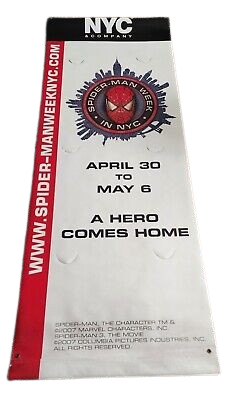 NYC
& COMPANY
WWW.SPIDER-MANWEEKNYC.COM
SPIDER-MAN WEEK
IN NYC
APRIL 30
TO
MAY 6
A HERO
COMES HOME
SPIDER-MAN, THE CHARACTER TM &
©2007 MARVEL CHARACTERS, INC.
SPIDER-MAN 3, THE MOVIE
©2007 COLUMBIA PICTURES INDUSTRIES, INC.
ALL RIGHTS RESERVED.